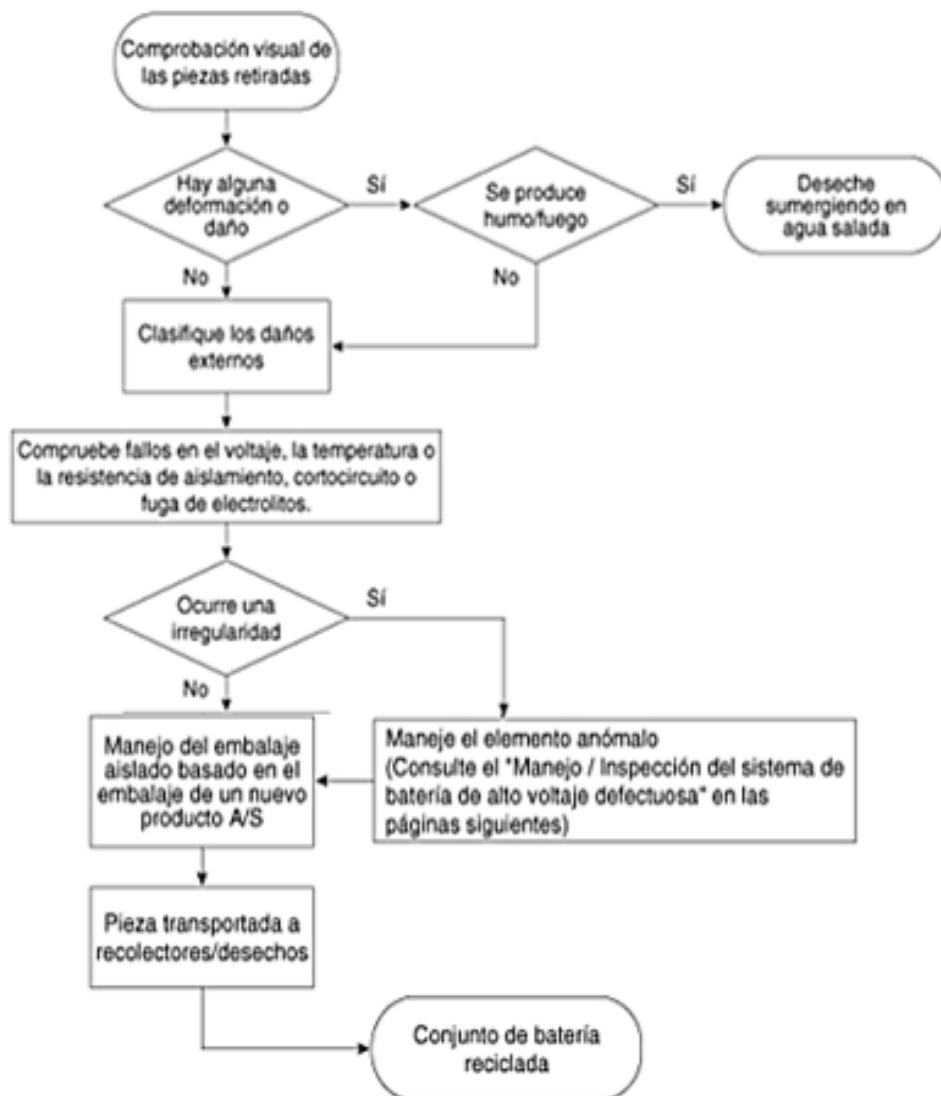 Comprobación visual de
las piezas retiradas
Hay alguna
deformación o
daño
Sí
Se produce
humo/fuego
Sí
Deseche
sumergiendo en
agua salada
No
No
Clasifique los daños
externos
Compruebe fallos en el voltaje, la temperatura o
la resistencia de aislamiento, cortocircuito o
fuga de electrolitos.
Ocurre una
irregularidad
Sí
No
Manejo del embalaje
aislado basado en el
embalaje de un nuevo
producto A/S
Maneje el elemento anómalo
(Consulte el "Manejo / Inspección del sistema de
batería de alto voltaje defectuosa" en las
páginas siguientes)
Pieza transportada a
recolectores/desechos
Conjunto de batería
reciclada